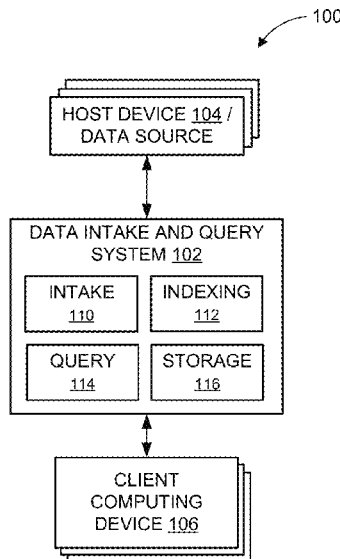 100
HOST DEVICE 104 /
DATA SOURCE
DATA INTAKE AND QUERY
SYSTEM 102
INTAKE
110
INDEXING
112
QUERY
114
STORAGE
116
CLIENT
COMPUTING
DEVICE 106